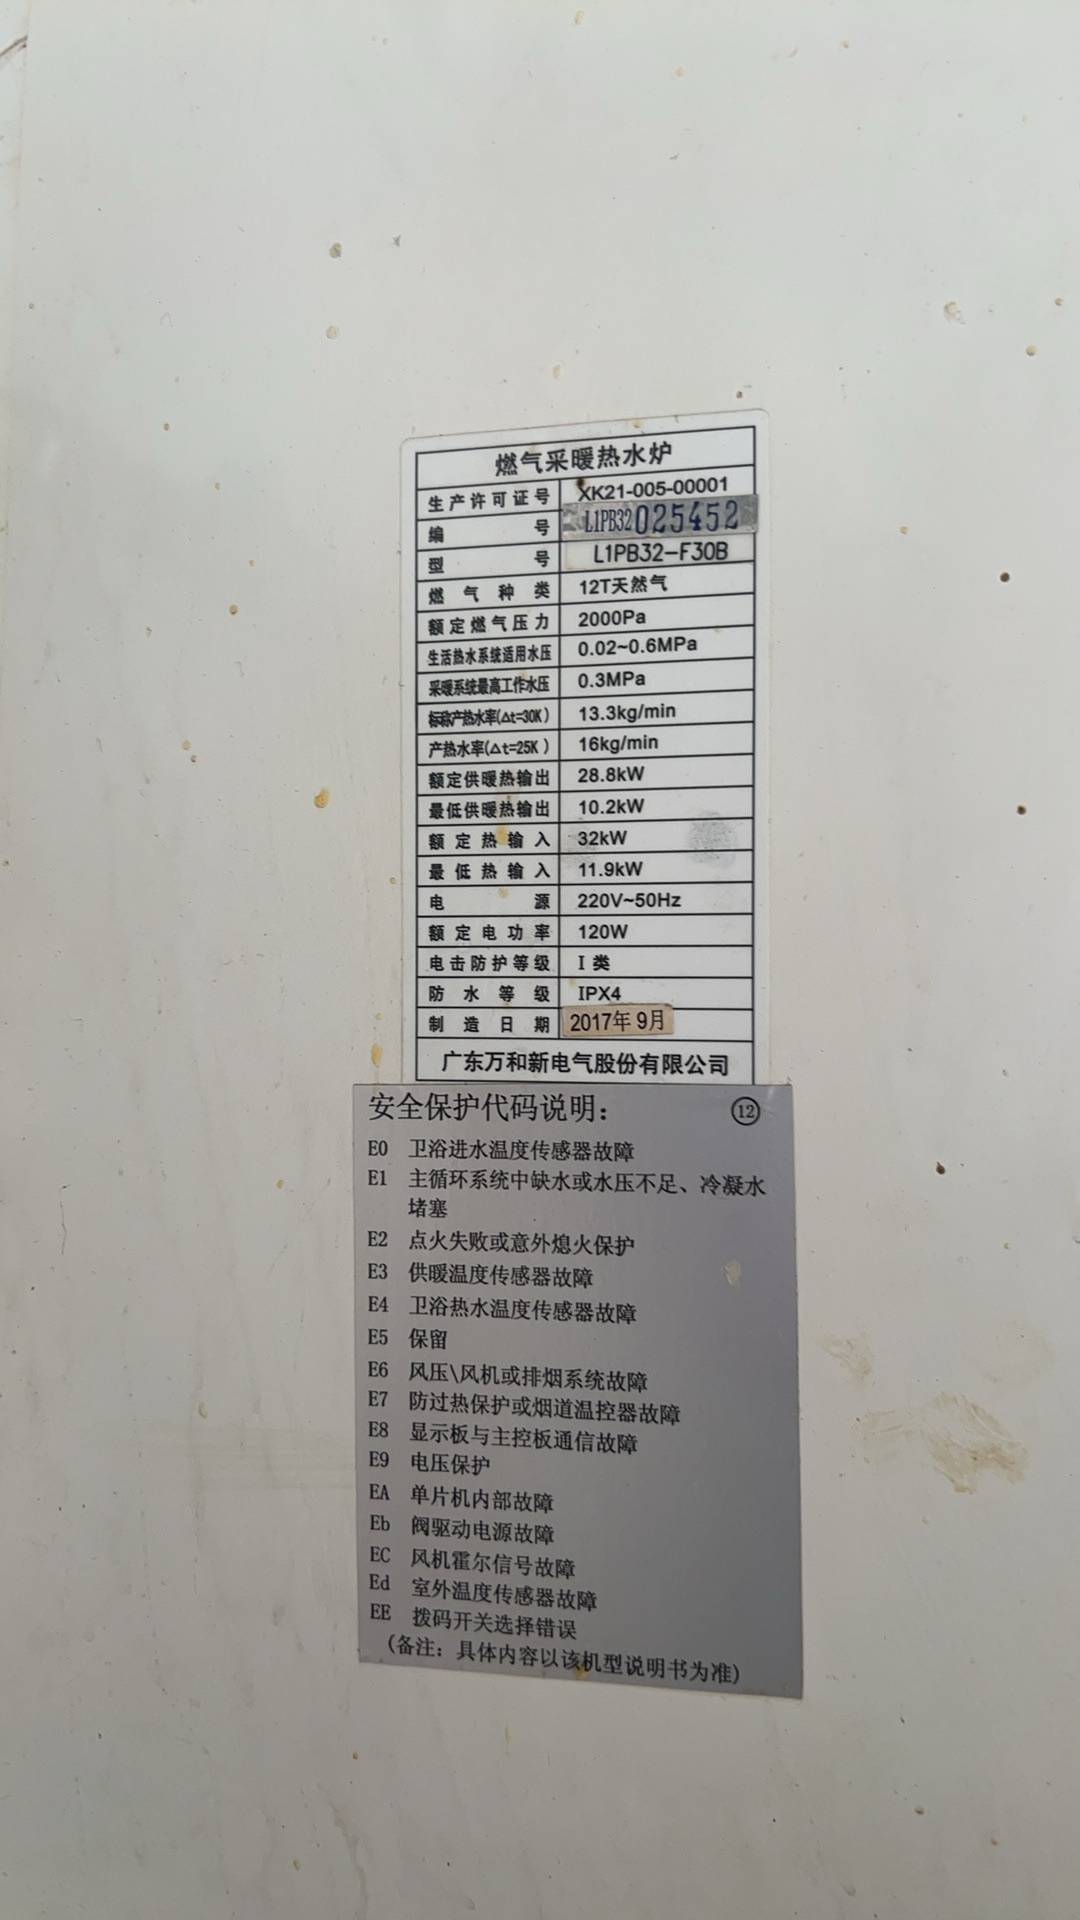 燃气采暖热水炉
生产许可证号 XK21-005-00001
编号 L1PB32025452
型号 L1PB32-F30B
燃气种类 12T天然气
额定燃气压力 2000Pa
生活热水系统适用水压 0.02~0.6MPa
采暖系统最高工作水压 0.3MPa
标称产热水率(△t=30K) 13.3kg/min
产热水率(△t=25K) 16kg/min
额定供暖热输出 28.8kW
最低供暖热输出 10.2kW
额定热输入 32kW
最低热输入 11.9kW
电源 220V~50Hz
额定电功率 120W
电击防护等级 I 类
防水等级 IPX4
制造日期 2017年 9月
广东万和新电气股份有限公司
安全保护代码说明： ⑫
E0 卫浴进水温度传感器故障
E1 主循环系统中缺水或水压不足、冷凝水
堵塞
E2 点火失败或意外熄火保护
E3 供暖温度传感器故障
E4 卫浴热水温度传感器故障
E5 保留
E6 风压\风机或排烟系统故障
E7 防过热保护或烟道温控器故障
E8 显示板与主控板通信故障
E9 电压保护
EA 单片机内部故障
Eb 阀驱动电源故障
EC 风机霍尔信号故障
Ed 室外温度传感器故障
EE 拨码开关选择错误
(备注：具体内容以该机型说明书为准)